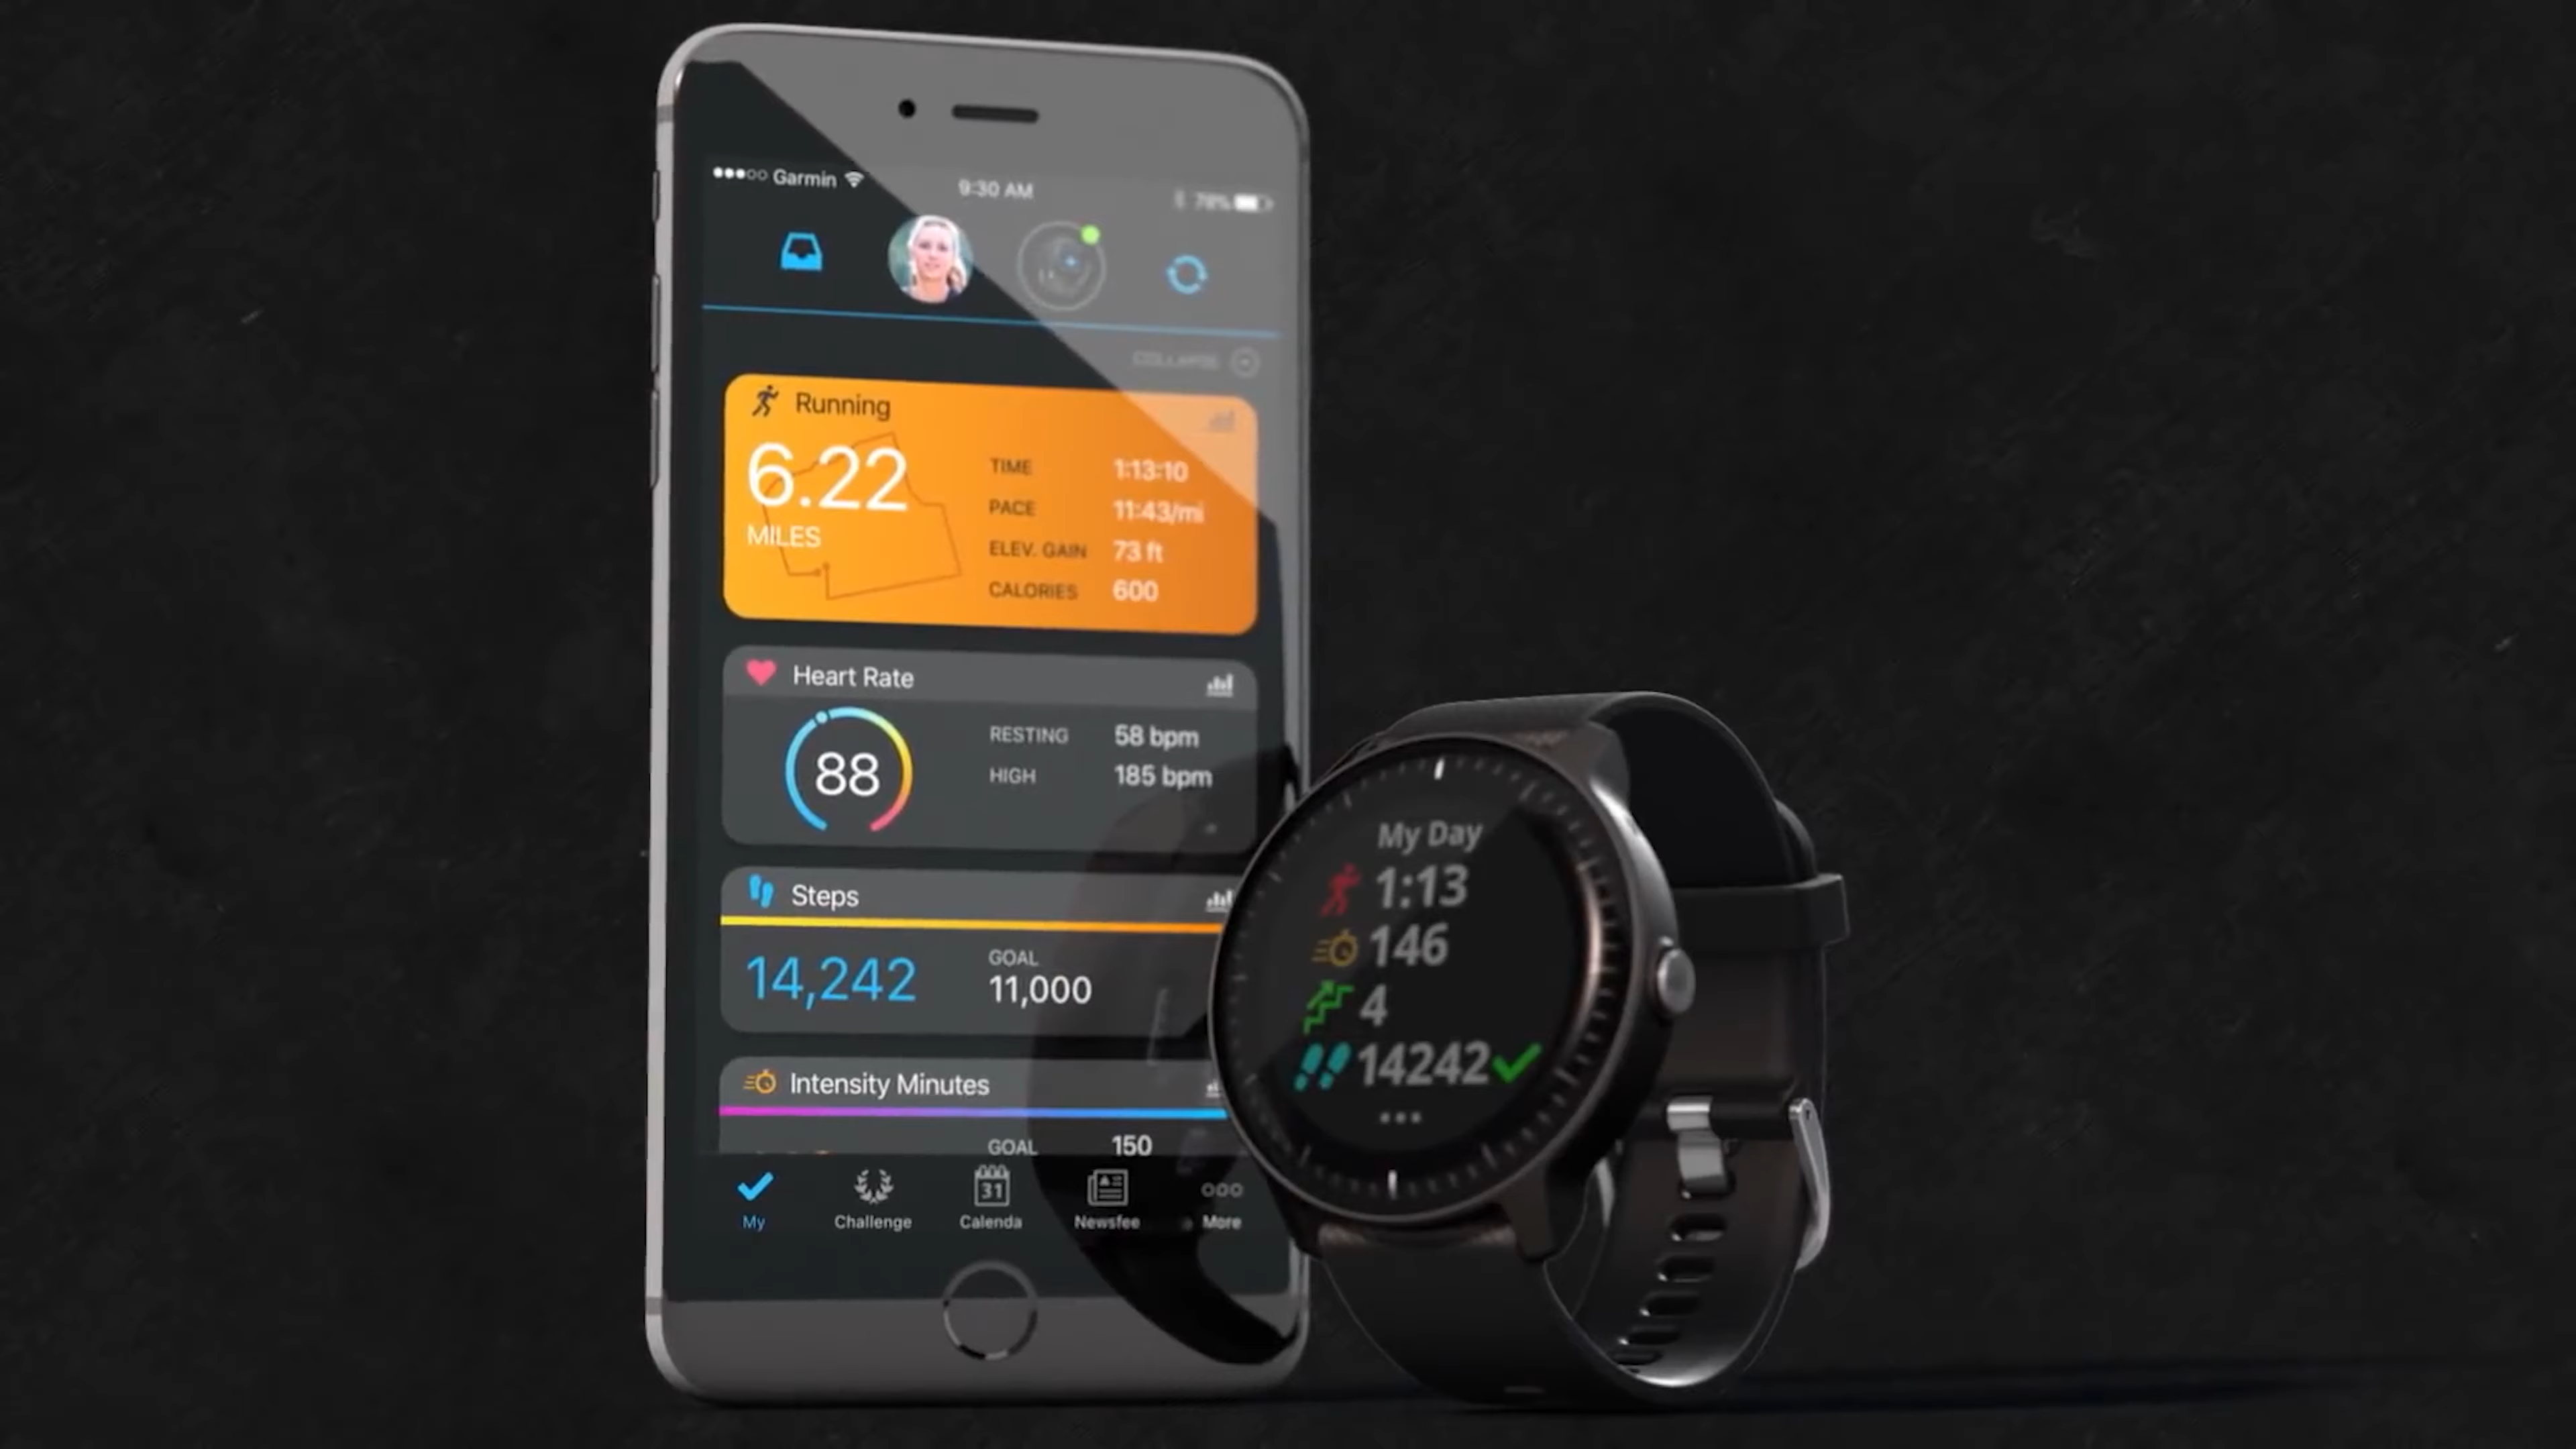 Garmin
9:30 AM
78%
COLLAPSE
Running
6.22
MILES
TIME 1:13:10
PACE 11:43/mi
ELEV. GAIN 73 ft
CALORIES 600
Heart Rate
88
RESTING 58 bpm
HIGH 185 bpm
Steps
14,242
GOAL
11,000
Intensity Minutes
GOAL 150
My
Challenge
31
Calenda
Newsfee
More
My Day
1:13
146
4
14242